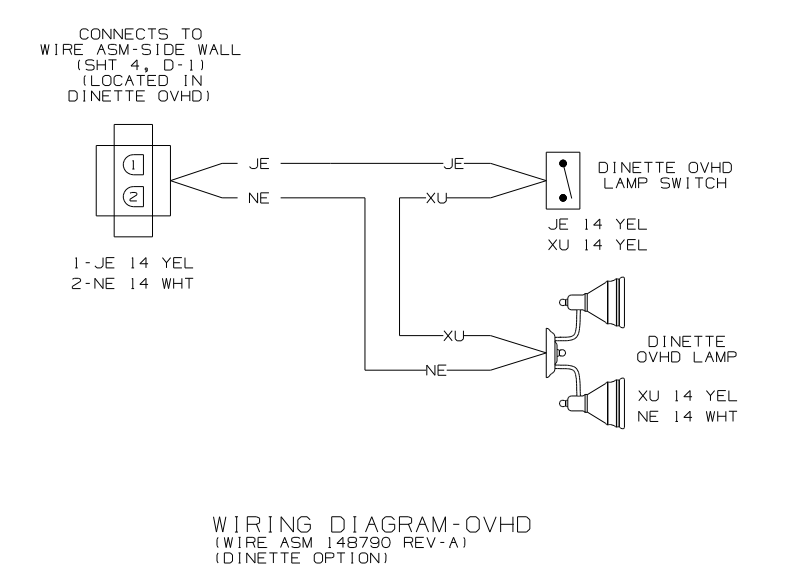 CONNECTS TO
WIRE ASM-SIDE WALL
(SHT 4, D-1)
(LOCATED IN
DINETTE OVHD)
1
2
JE
NE
JE
XU
DINETTE OVHD
LAMP SWITCH
JE 14 YEL
XU 14 YEL
1-JE 14 YEL
2-NE 14 WHT
XU
NE
DINETTE
OVHD LAMP
XU 14 YEL
NE 14 WHT
WIRING DIAGRAM-OVHD
(WIRE ASM 148790 REV-A)
(DINETTE OPTION)